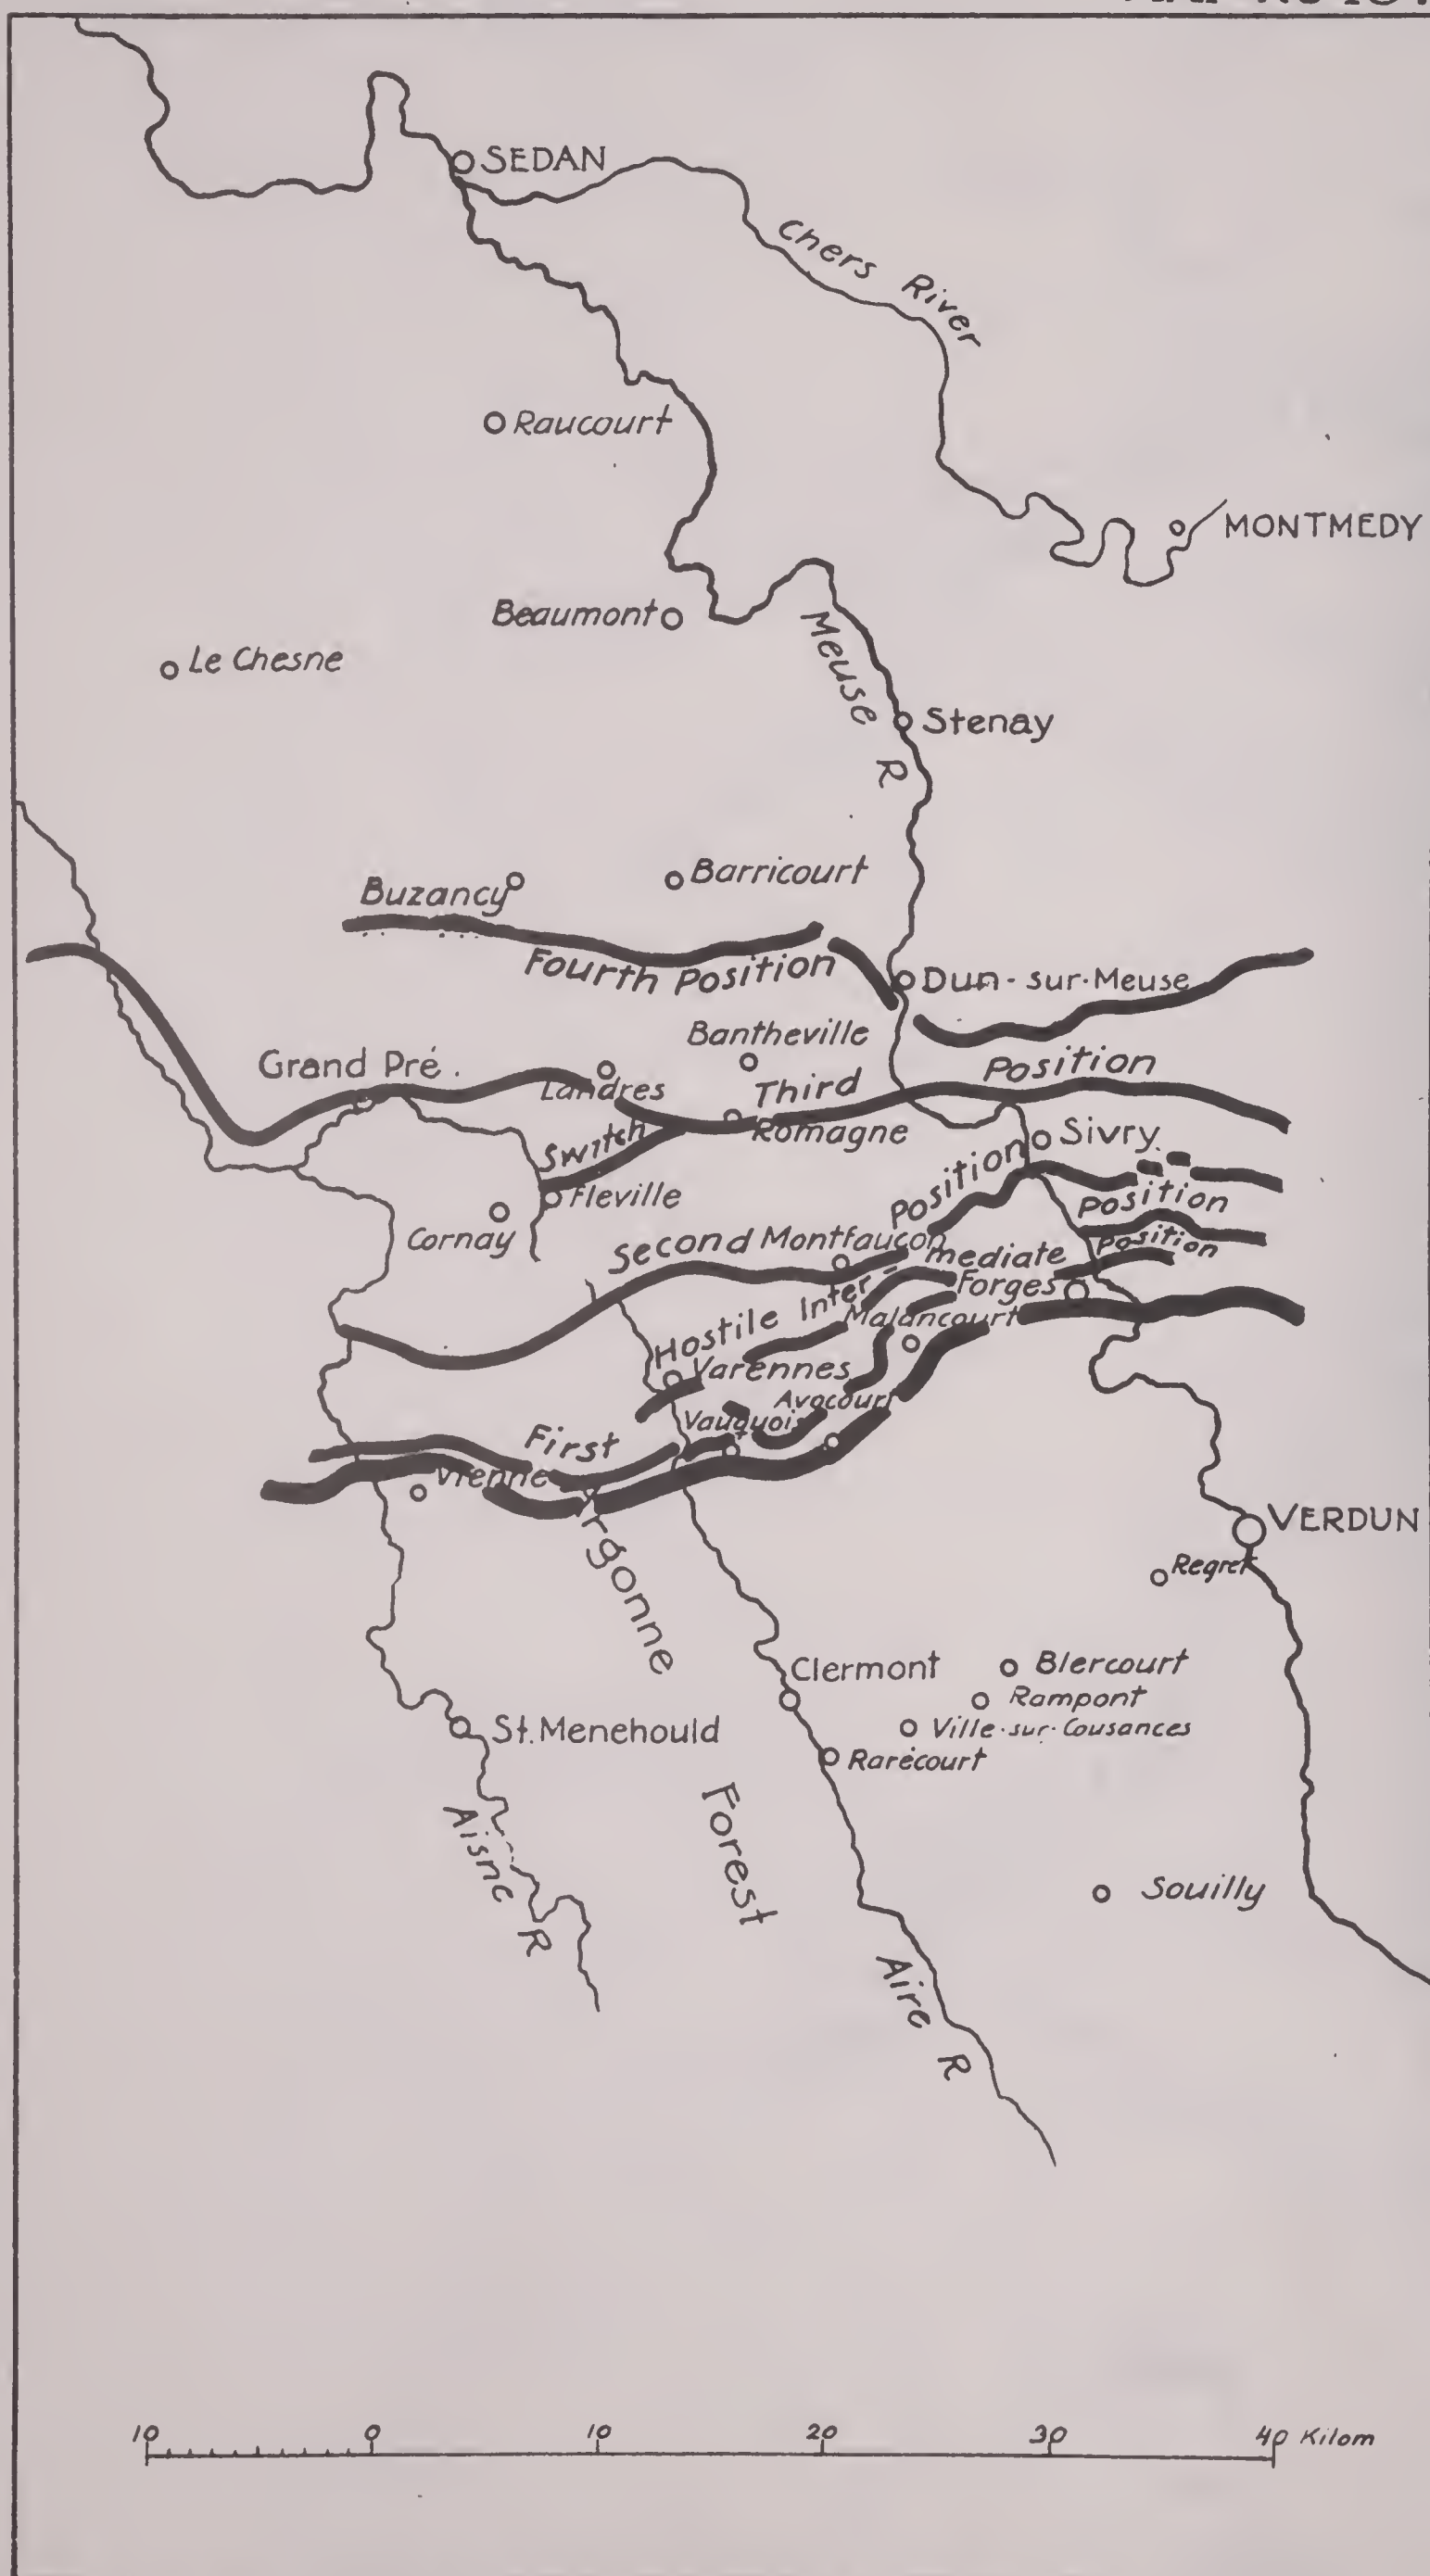 SEDAN
Chers River
Raucourt
MONTMEDY
Beaumont
Le Chesne
Meuse R
Stenay
Barricourt
Buzancy
Fourth Position
Dun-sur-Meuse
Bantheville
Grand Pré.
Landres
Third Position
Romagne
Switch
Sivry
Fleville
Position
Position
Cornay
Second
Montfaucon
Position
Hostile Inter-mediate
Forges
Malancourt
Varennes
Avocourt
Vauquois
First
Vienne
VERDUN
Regret
Argonne Forest
Clermont
Blercourt
Rampont
Ville-sur-Cousances
St. Menehould
Rarécourt
Aisne R
Souilly
Aire R
10 0 10 20 30 40 Kilom